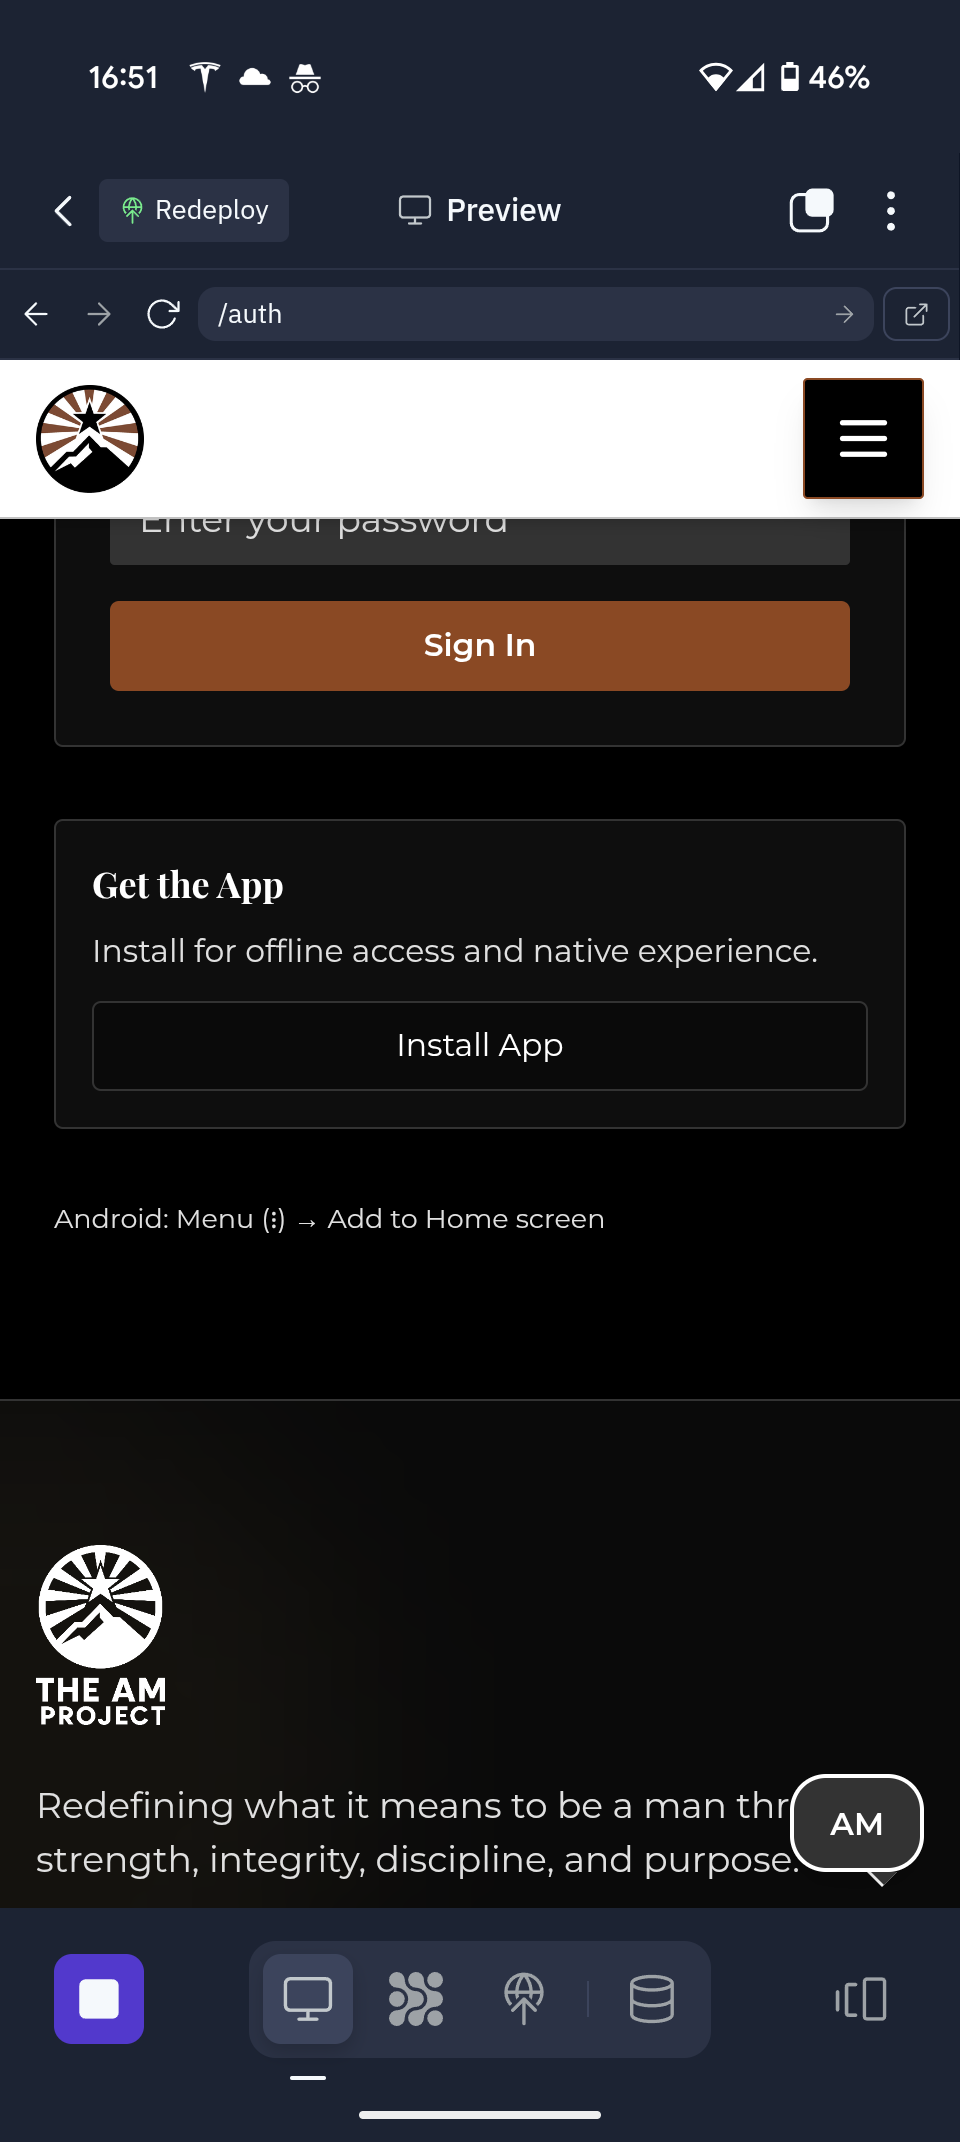 16:51
46%
Redeploy
Preview
/auth
Enter your password
Sign In
Get the App
Install for offline access and native experience.
Install App
Android: Menu (⋮) → Add to Home screen
THE AM
PROJECT
Redefining what it means to be a man thr
strength, integrity, discipline, and purpose.
AM